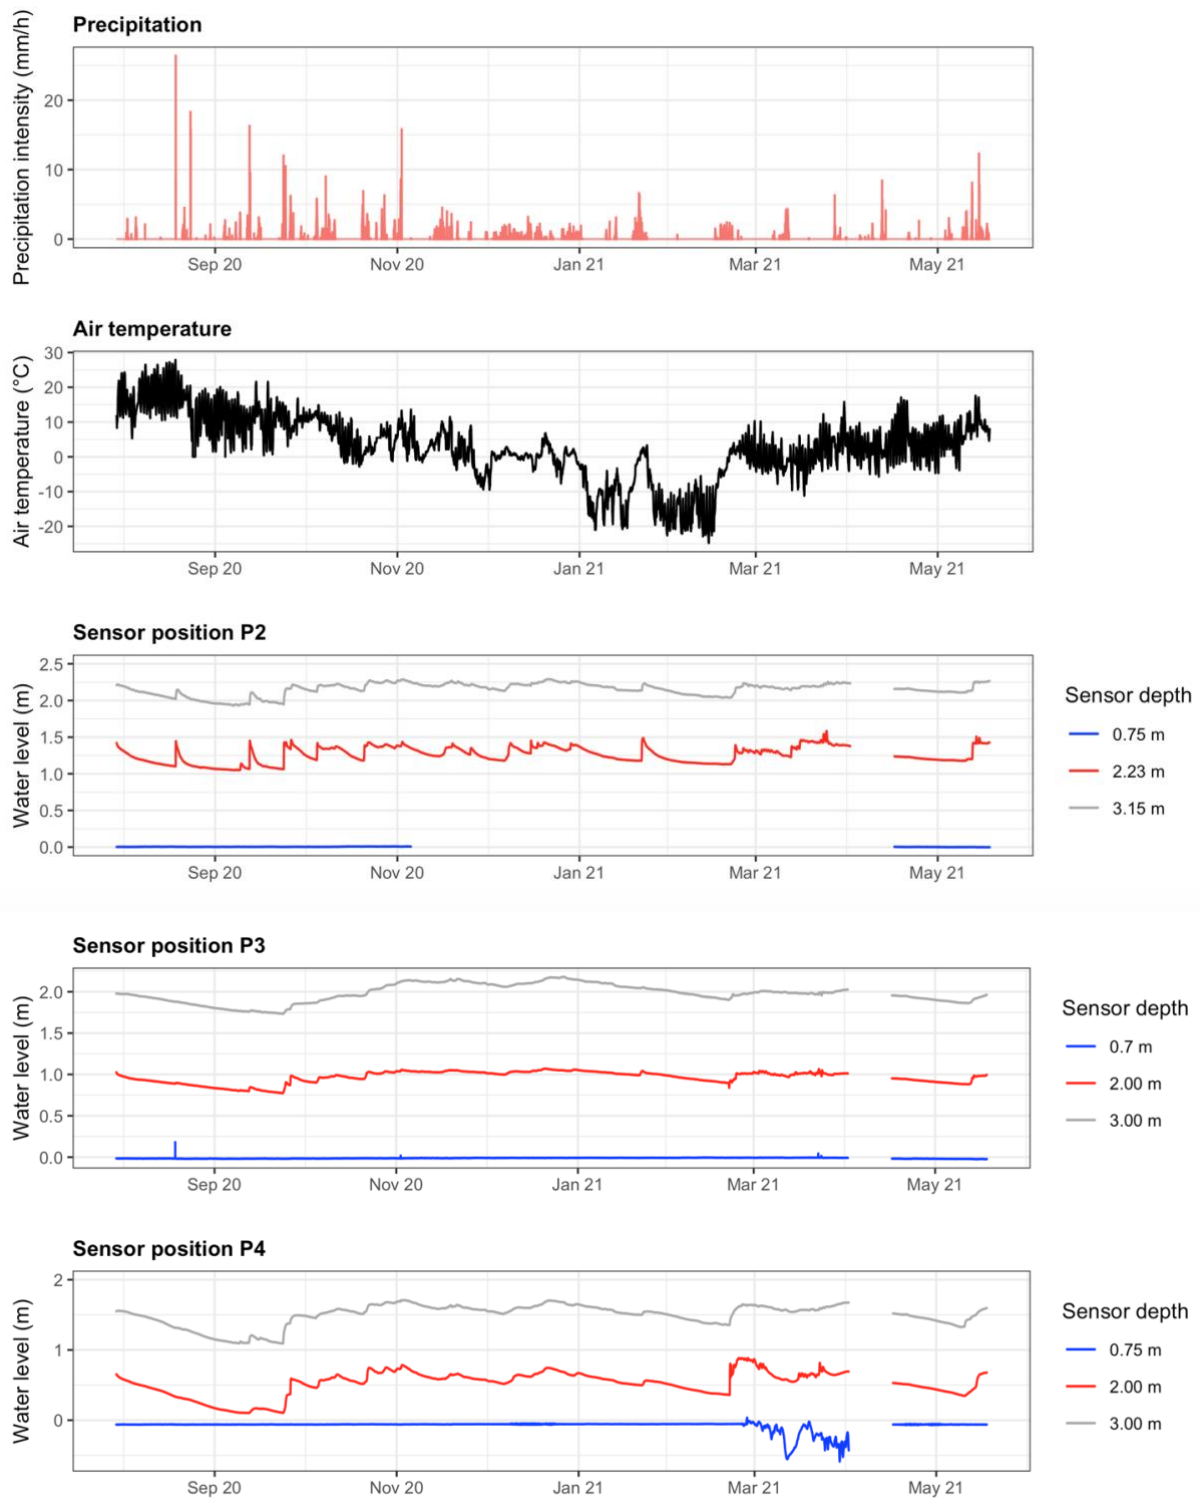 Precipitation
Precipitation intensity (mm/h)
20
10
0
Sep 20 Nov 20 Jan 21 Mar 21 May 21
Air temperature
Air temperature (°C)
30
20
10
0
-10
-20
Sep 20 Nov 20 Jan 21 Mar 21 May 21
Sensor position P2
Water level (m)
2.5
2.0
1.5
1.0
0.5
0.0
Sep 20 Nov 20 Jan 21 Mar 21 May 21
Sensor depth
0.75 m
2.23 m
3.15 m
Sensor position P3
Water level (m)
2.0
1.5
1.0
0.5
0.0
Sep 20 Nov 20 Jan 21 Mar 21 May 21
Sensor depth
0.7 m
2.00 m
3.00 m
Sensor position P4
Water level (m)
2
1
0
Sep 20 Nov 20 Jan 21 Mar 21 May 21
Sensor depth
0.75 m
2.00 m
3.00 m